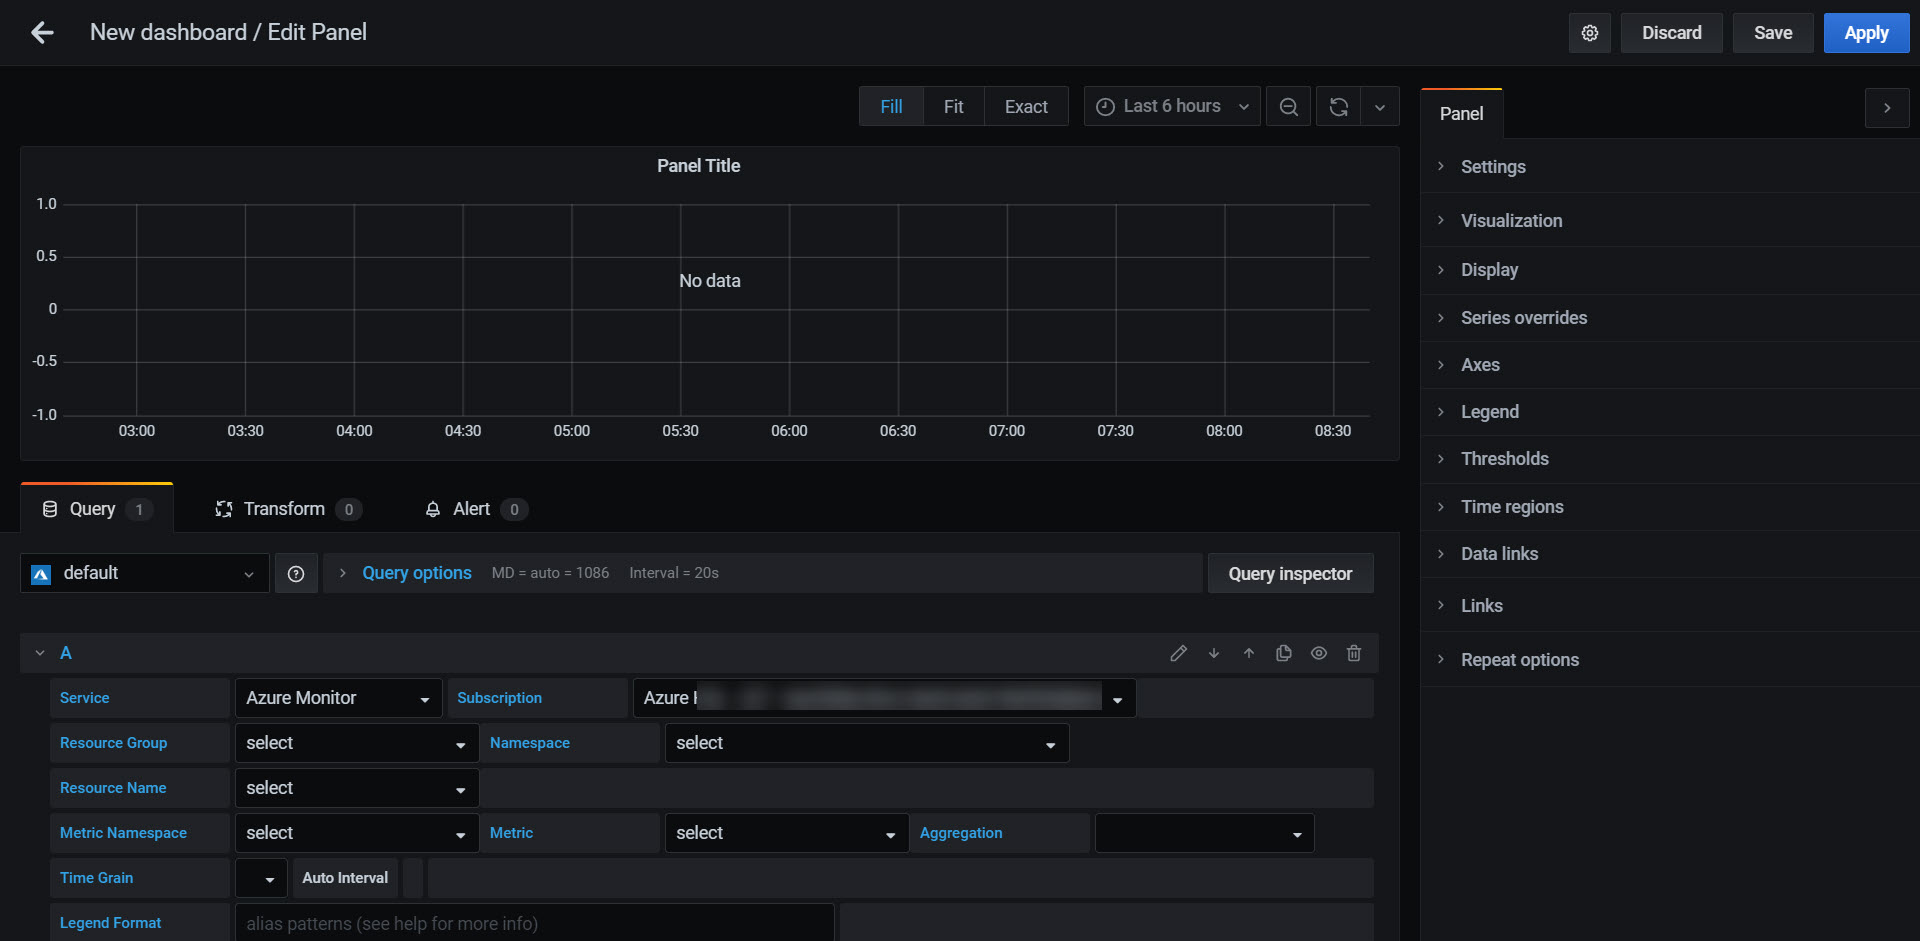 New dashboard / Edit Panel
Discard
Save
Apply
Fill
Fit
Exact
Last 6 hours
Panel Title
1.0
0.5
0
-0.5
-1.0
No data
03:00 03:30 04:00 04:30 05:00 05:30 06:00 06:30 07:00 07:30 08:00 08:30
Query 1
Transform 0
Alert 0
default
Query options MD = auto = 1086 Interval = 20s
Query inspector
A
Service Azure Monitor Subscription Azure
Resource Group select Namespace select
Resource Name select
Metric Namespace select Metric select Aggregation
Time Grain Auto Interval
Legend Format alias patterns (see help for more info)
Panel
Settings
Visualization
Display
Series overrides
Axes
Legend
Thresholds
Time regions
Data links
Links
Repeat options